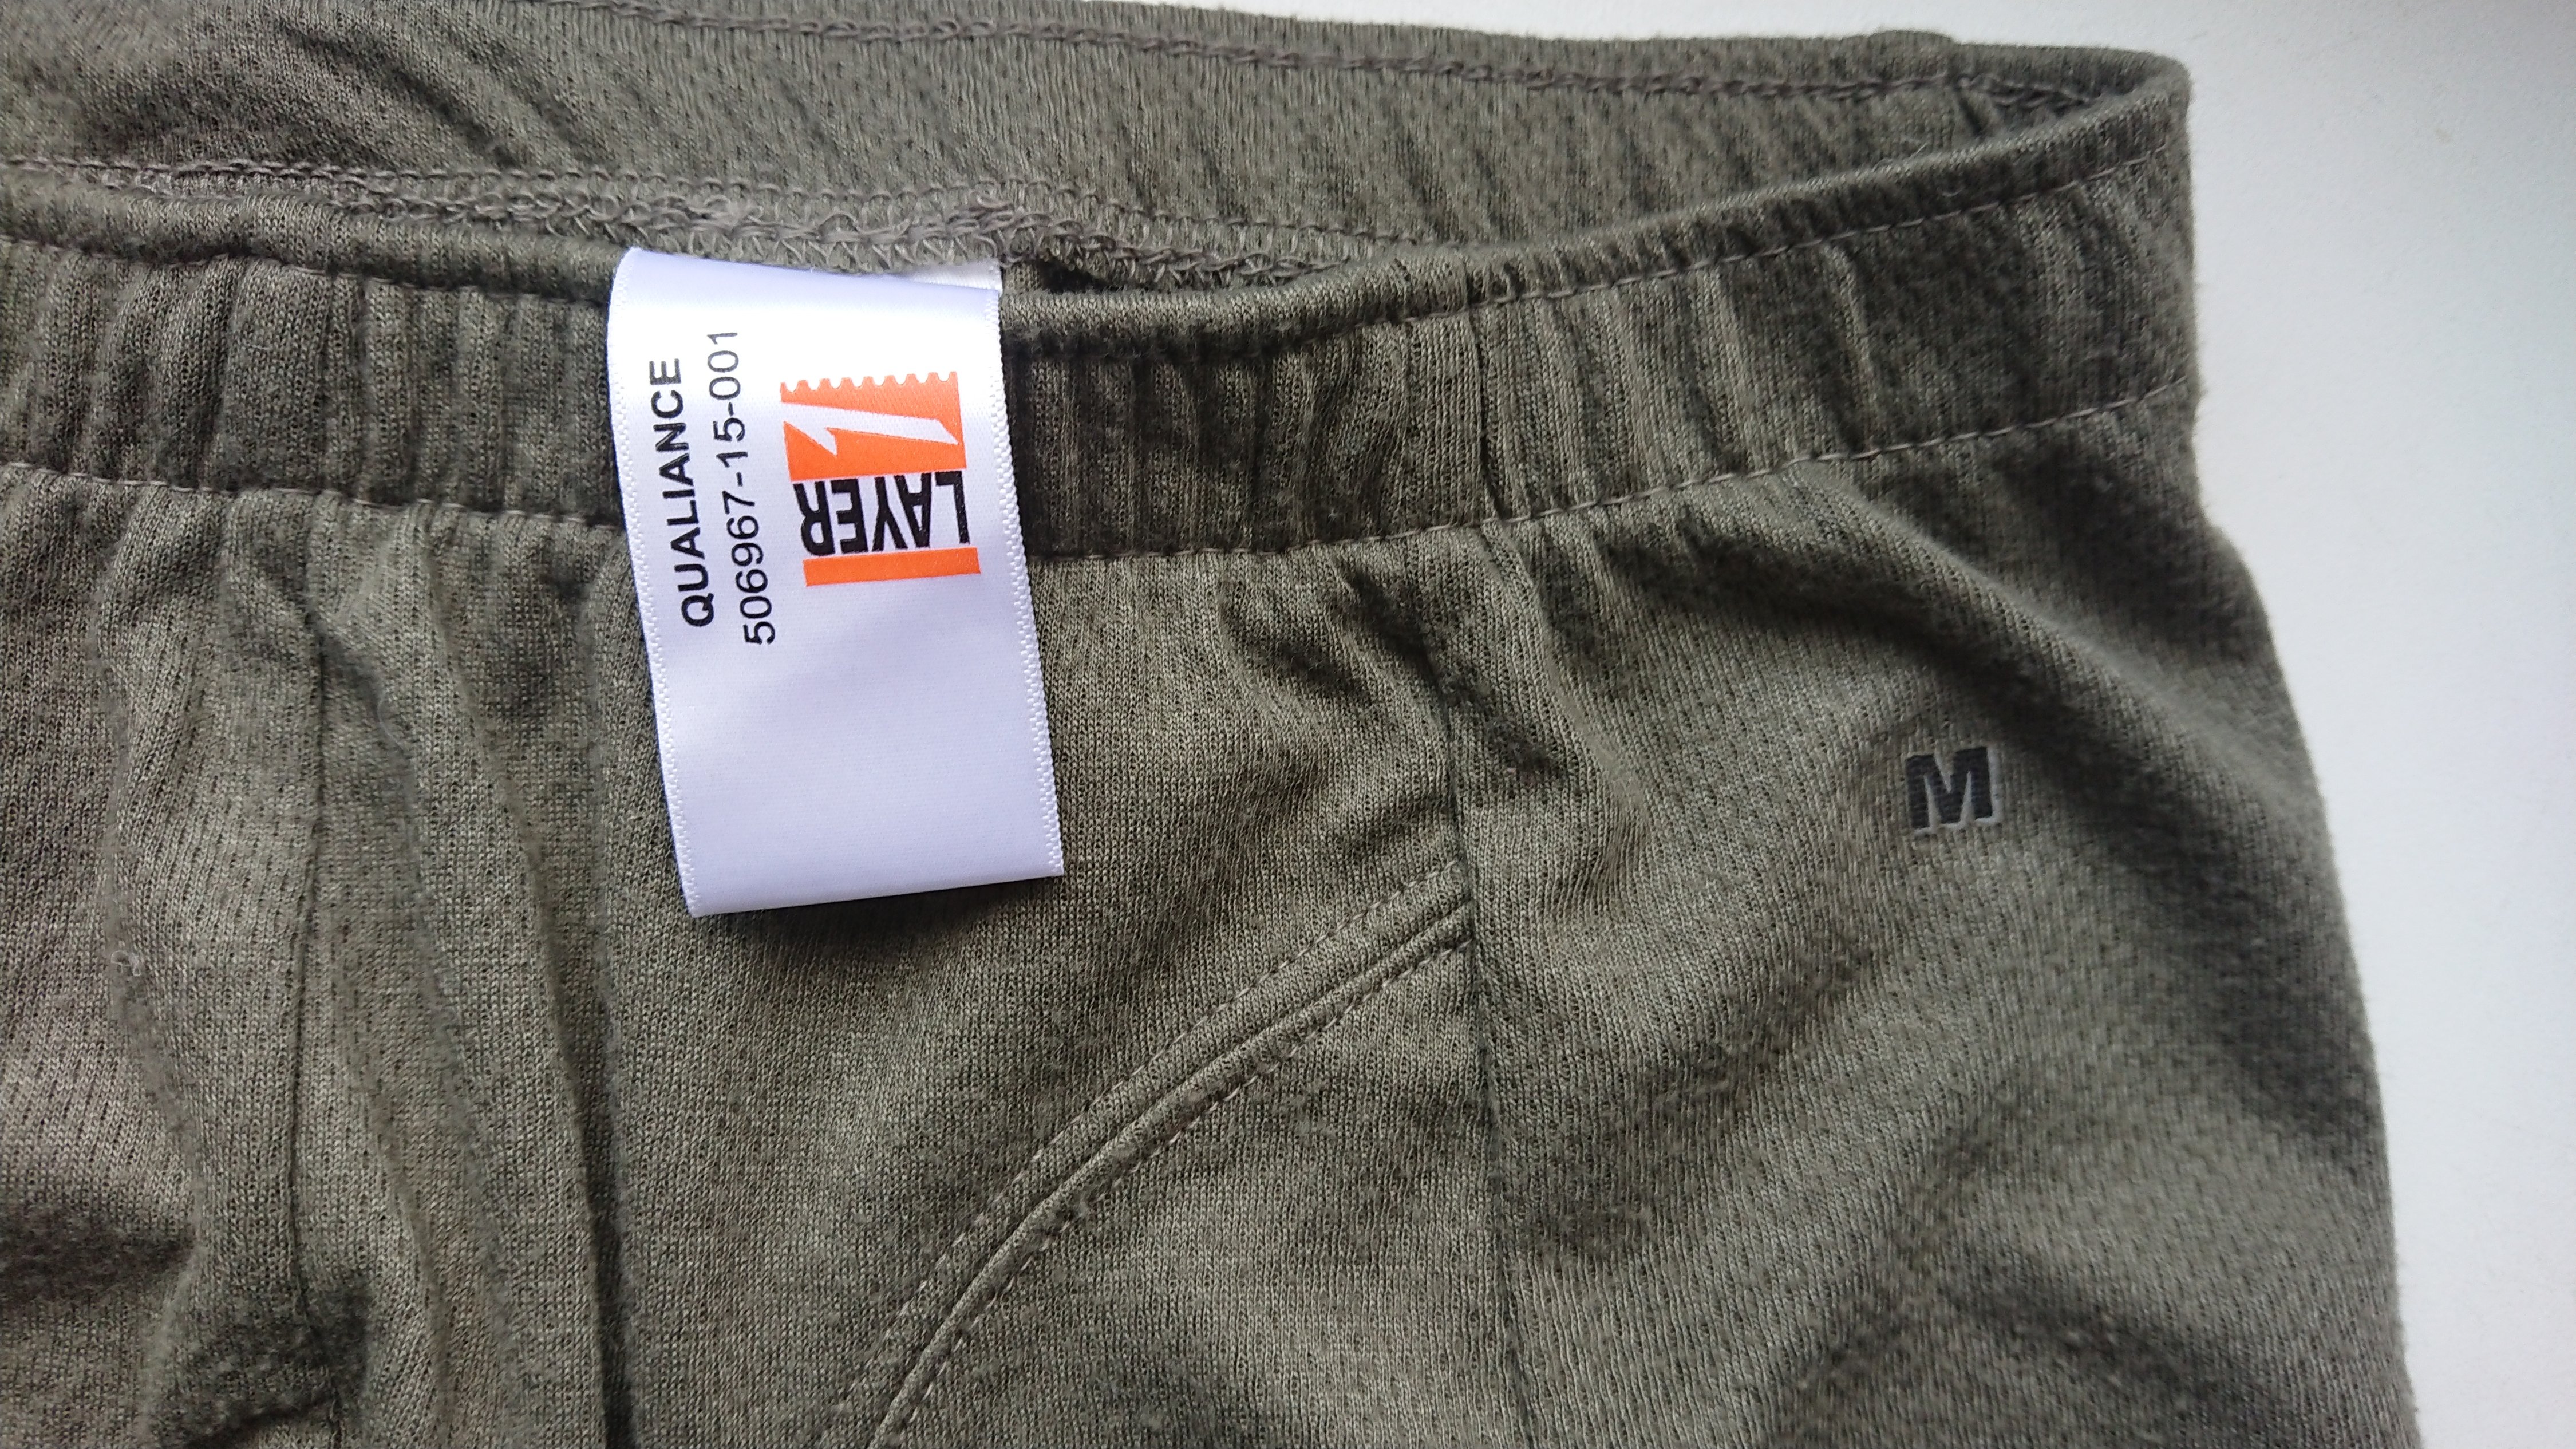 QUALIANCE
506967-15-001
1
LAYER
M